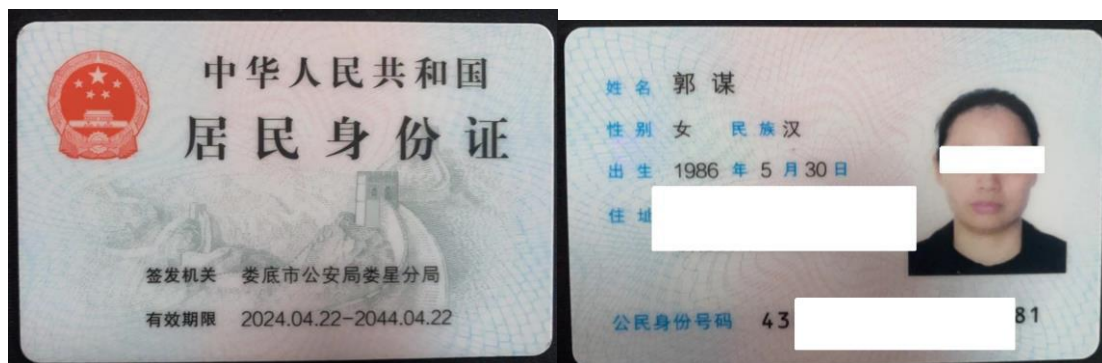 中华人民共和国
居民身份证
签发机关 娄底市公安局娄星分局
有效期限 2024.04.22-2044.04.22
姓名 郭谋
性别 女 民族 汉
出生 1986 年 5 月 30 日
住址
公民身份号码 43 81